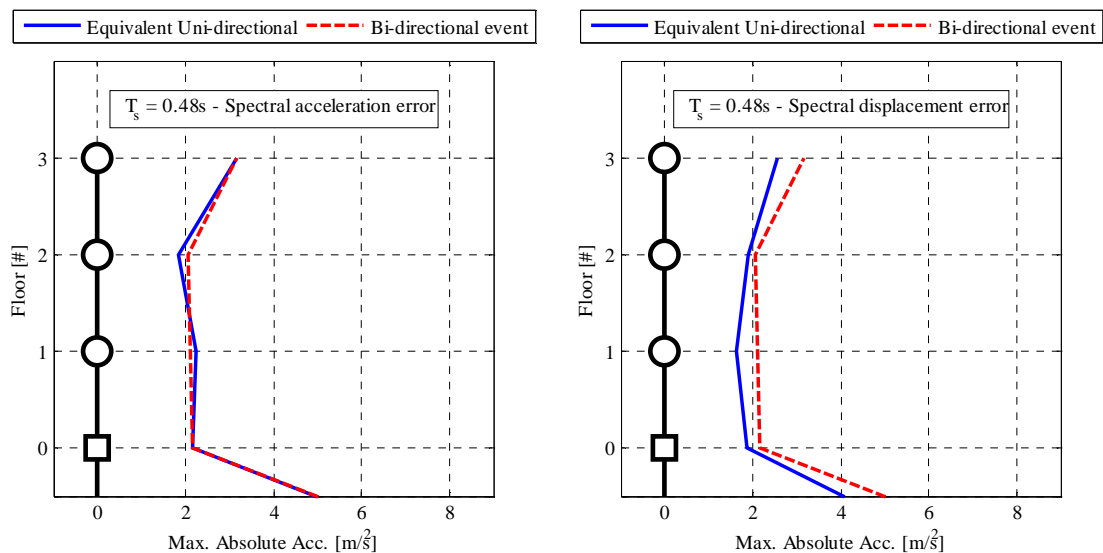 Equivalent Uni-directional Bi-directional event
T_s = 0.48s - Spectral acceleration error
3
2
1
0
Floor [#]
0 2 4 6 8
Max. Absolute Acc. [m/s²]
Equivalent Uni-directional Bi-directional event
T_s = 0.48s - Spectral displacement error
3
2
1
0
Floor [#]
0 2 4 6 8
Max. Absolute Acc. [m/s²]